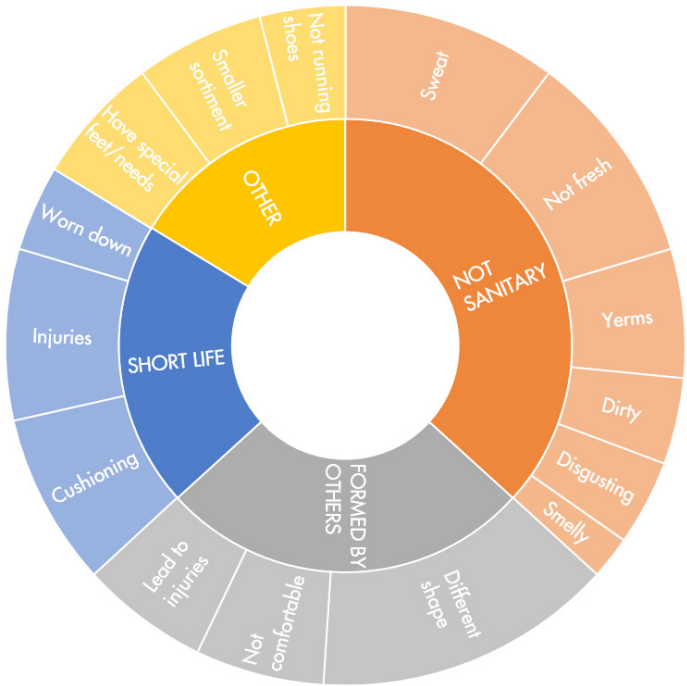 NOT
SANITARY
Sweat
Not fresh
Yerms
Dirty
Disgusting
Smelly
FORMED BY
OTHERS
Different
shape
Not
comfortable
Lead to
injuries
SHORT LIFE
Cushioning
Injuries
Worn down
OTHER
Have special
feet/needs
Smaller
sortiment
Not running
shoes